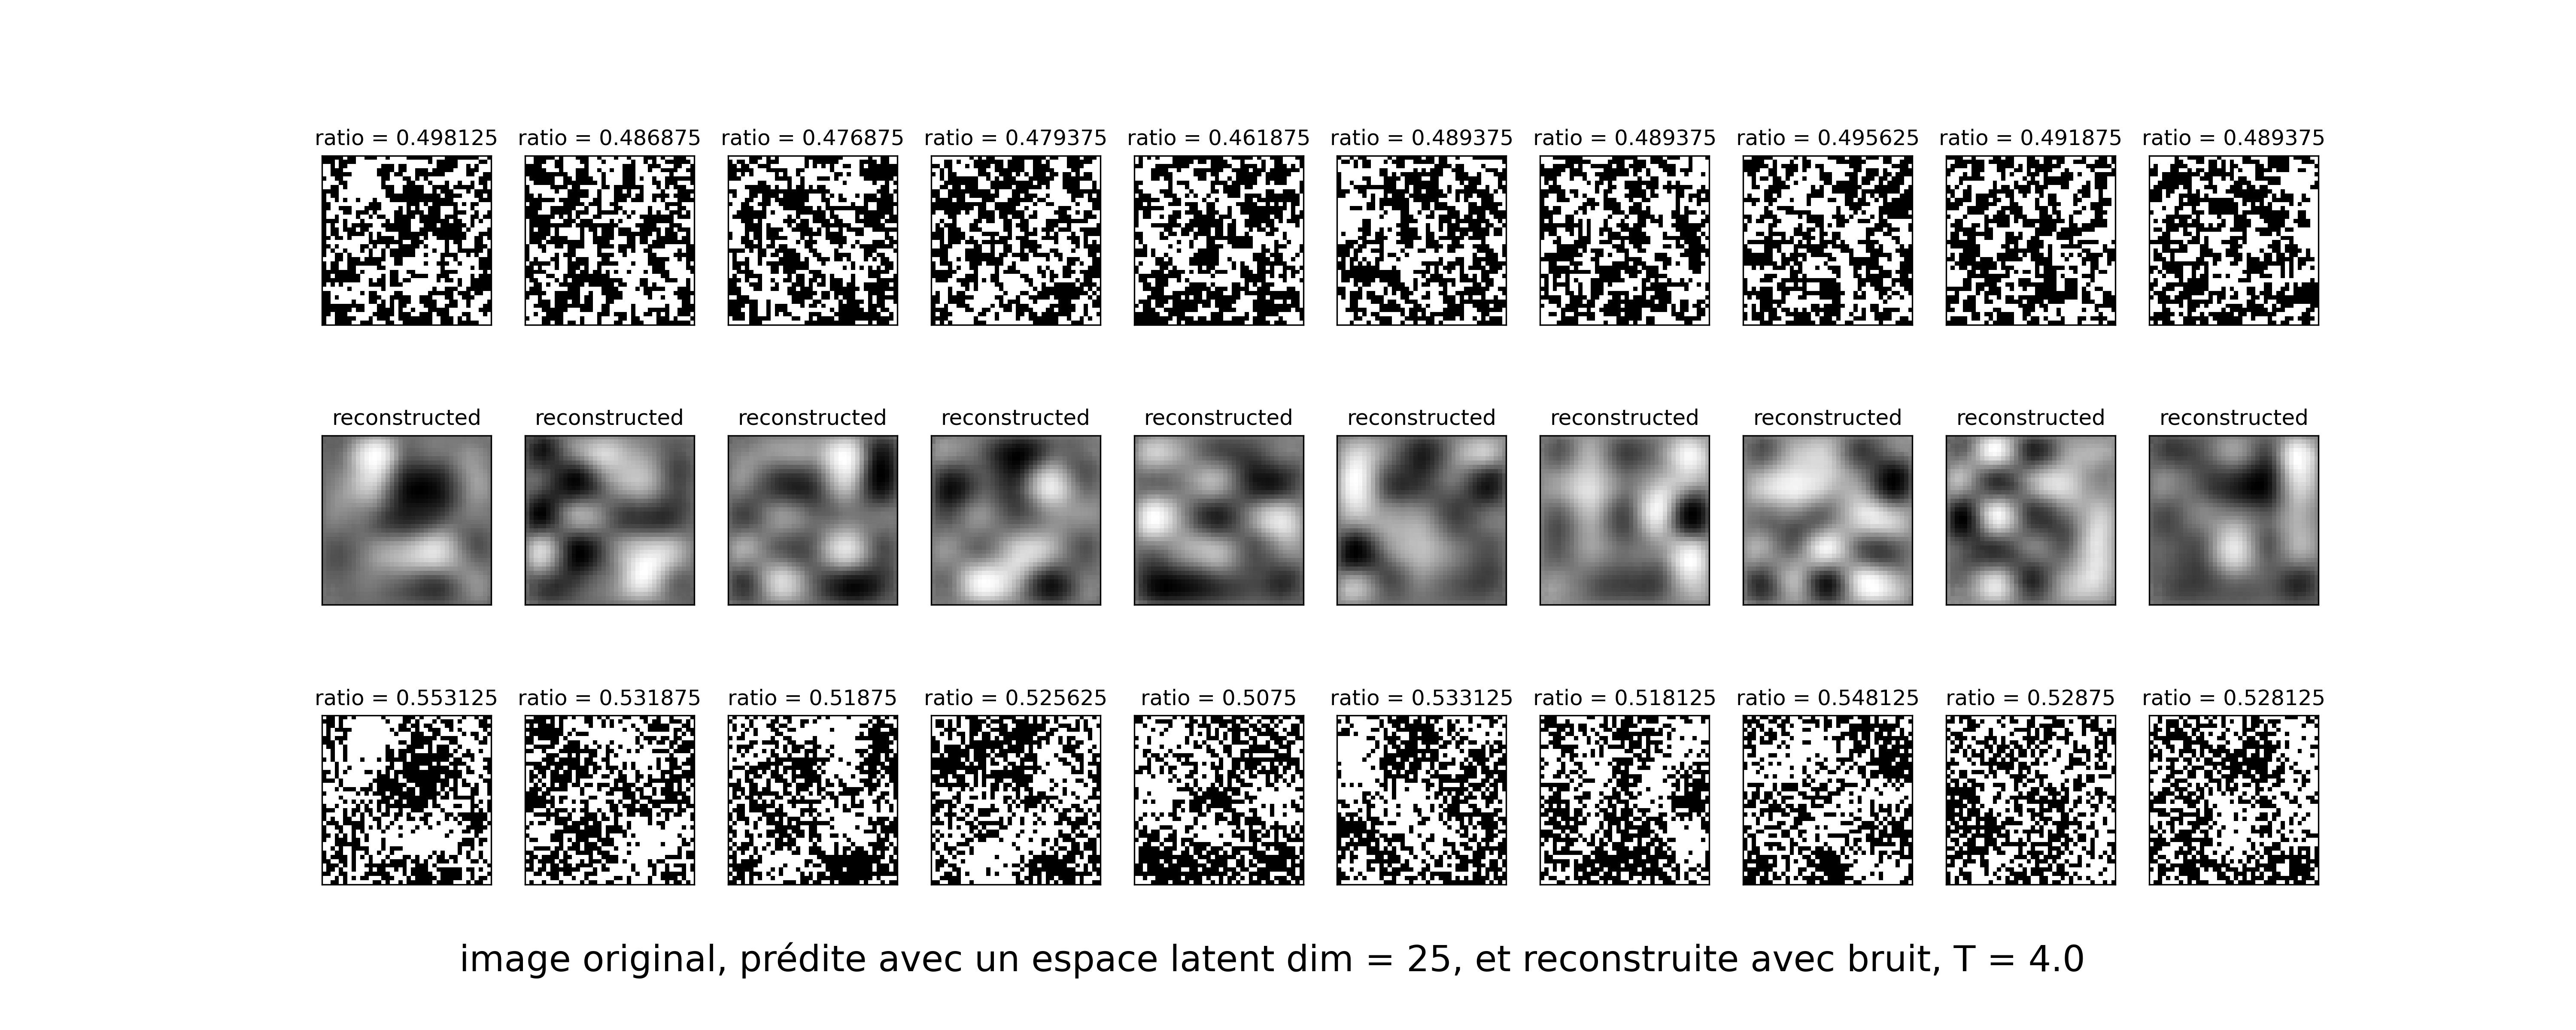 ratio = 0.498125 ratio = 0.486875 ratio = 0.476875 ratio = 0.479375 ratio = 0.461875 ratio = 0.489375 ratio = 0.489375 ratio = 0.495625 ratio = 0.491875 ratio = 0.489375
reconstructed reconstructed reconstructed reconstructed reconstructed reconstructed reconstructed reconstructed reconstructed reconstructed
ratio = 0.553125 ratio = 0.531875 ratio = 0.51875 ratio = 0.525625 ratio = 0.5075 ratio = 0.533125 ratio = 0.518125 ratio = 0.548125 ratio = 0.52875 ratio = 0.528125
image original, prédite avec un espace latent dim = 25, et reconstruite avec bruit, T = 4.0